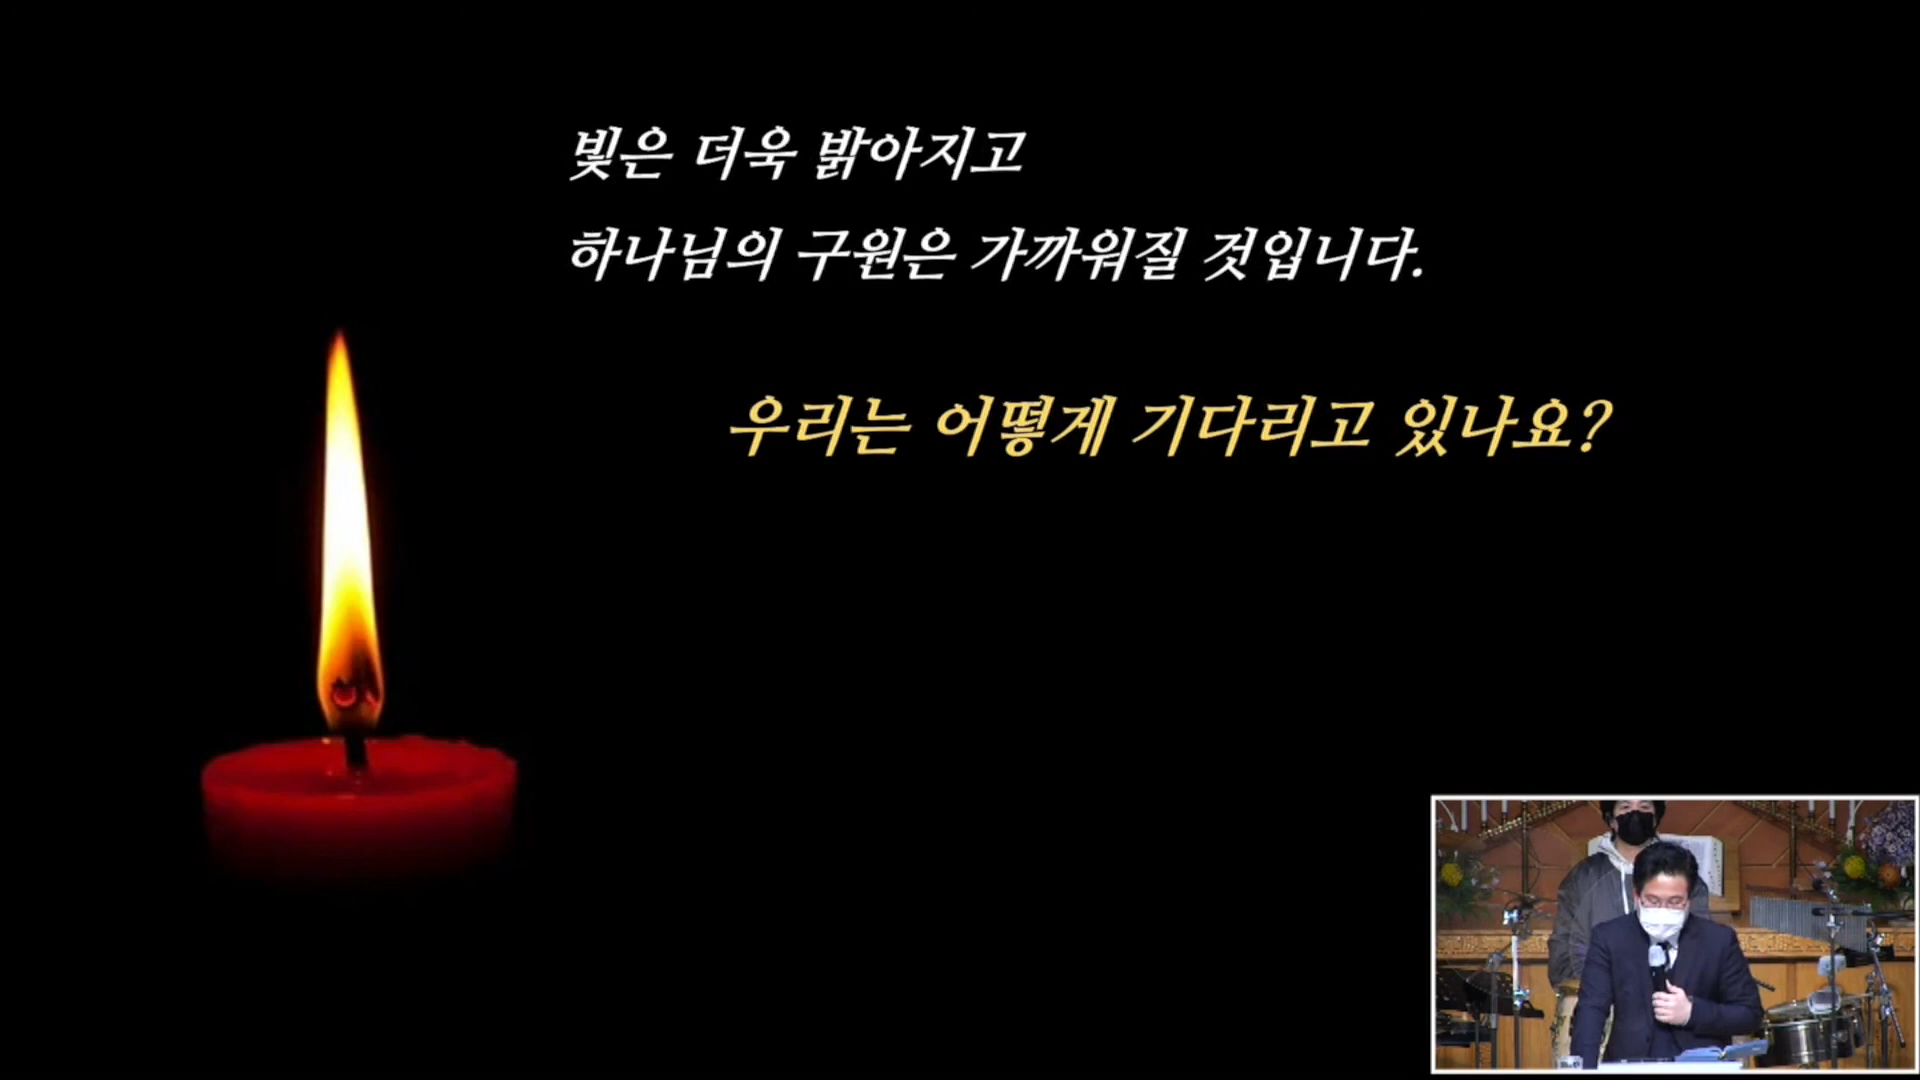 빛은 더욱 밝아지고
하나님의 구원은 가까워질 것입니다.
우리는 어떻게 기다리고 있나요?